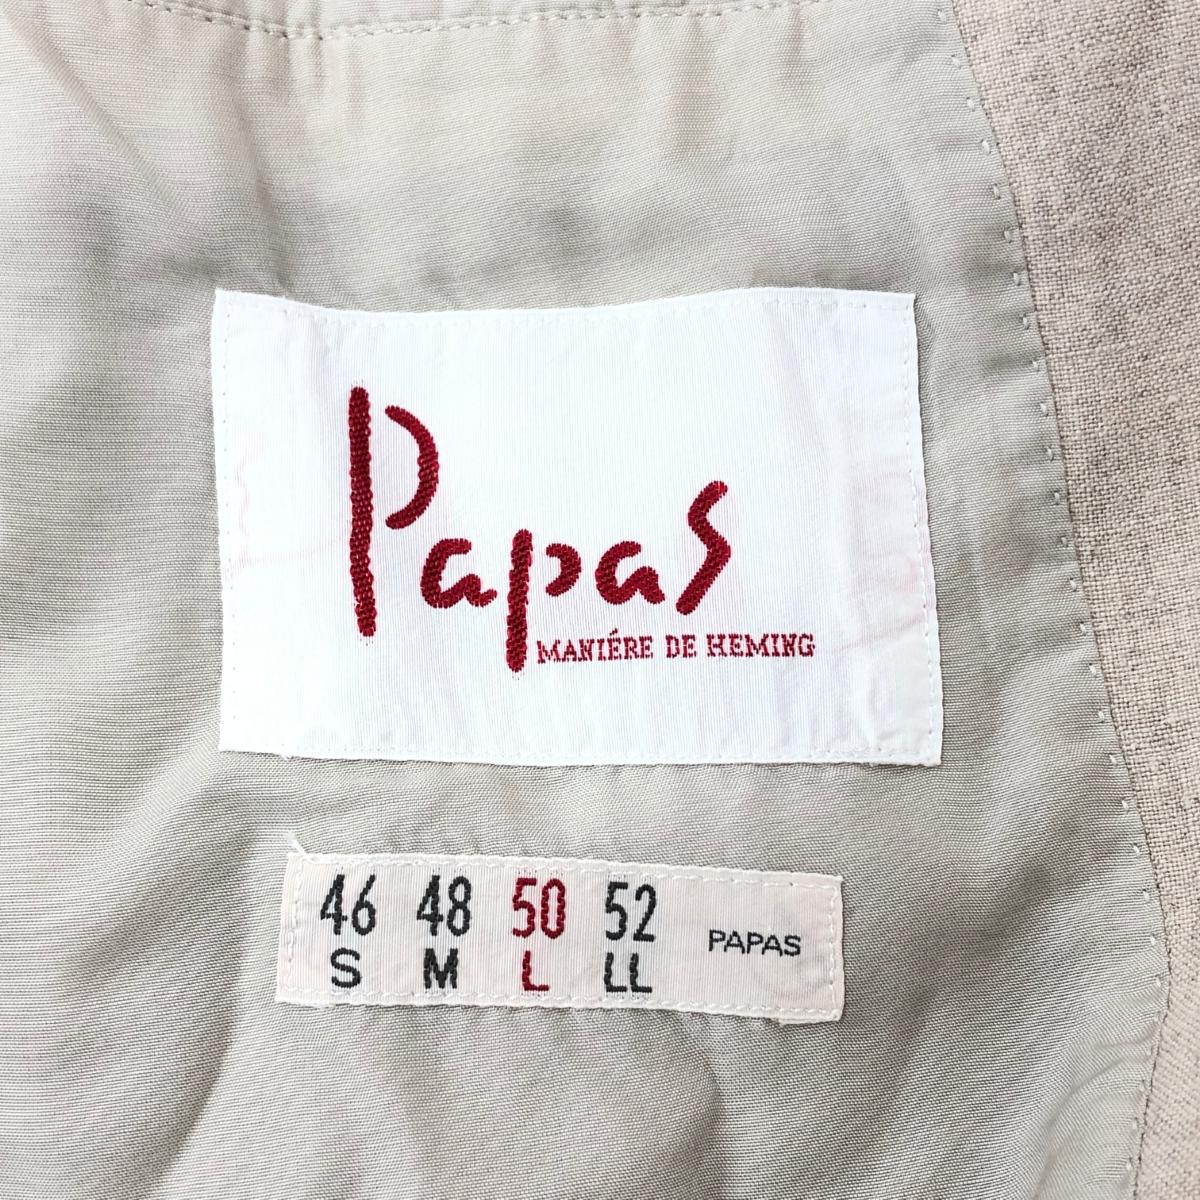 Papas
MANIÉRE DE HEMING
46 48 50 52 PAPAS
S M L LL